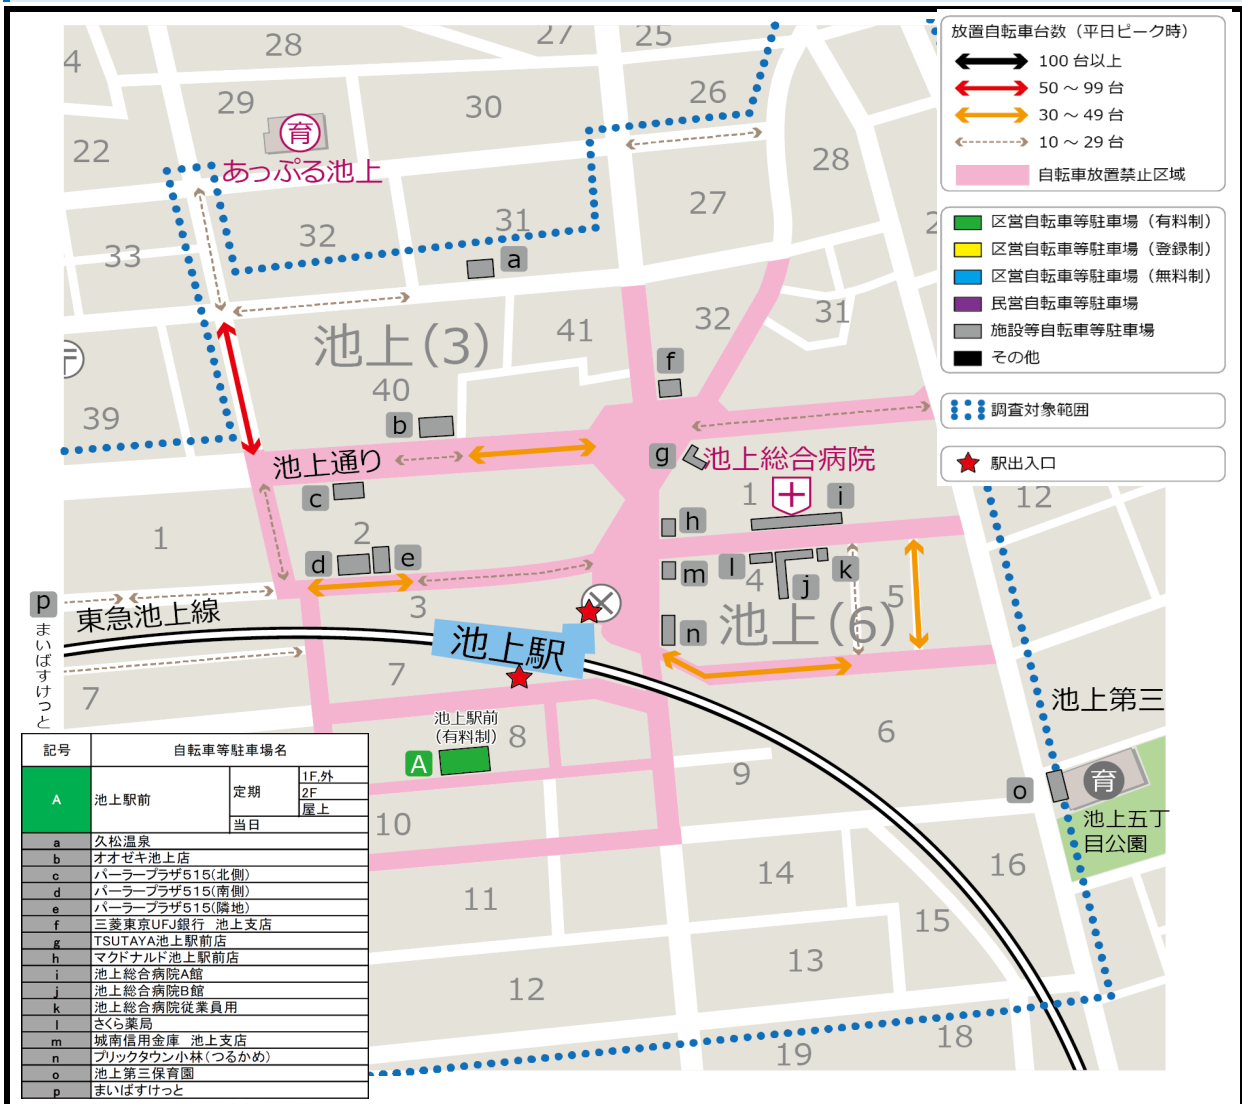 放置自転車台数（平日ピーク時）
100 台以上
50 ～ 99 台
30 ～ 49 台
10 ～ 29 台
自転車放置禁止区域
区営自転車等駐車場（有料制）
区営自転車等駐車場（登録制）
区営自転車等駐車場（無料制）
民営自転車等駐車場
施設等自転車等駐車場
その他
調査対象範囲
駅出入口
28
27
25
4
29
30
26
22
育
あっぷる池上
28
27
32
31
33
a
池上(3)
41
32
31
〒
40
f
39
b
池上通り
g
池上総合病院
c
1
i
12
1
2
h
d
e
l
4
k
m
j
5
p
まいばすけっと
東急池上線
3
n
池上(6)
池上駅
7
7
池上第三
池上駅前
(有料制)
8
6
A
9
o
育
池上五丁
目公園
10
14
16
11
15
13
12
18
19
記号
自転車等駐車場名
A
池上駅前
定期
1F,外
2F
屋上
当日
a 久松温泉
b オオゼキ池上店
c パーラープラザ515(北側)
d パーラープラザ515(南側)
e パーラープラザ515(隣地)
f 三菱東京UFJ銀行 池上支店
g TSUTAYA池上駅前店
h マクドナルド池上駅前店
i 池上総合病院A館
j 池上総合病院B館
k 池上総合病院従業員用
l さくら薬局
m 城南信用金庫 池上支店
n ブリックタウン小林(つるかめ)
o 池上第三保育園
p まいばすけっと